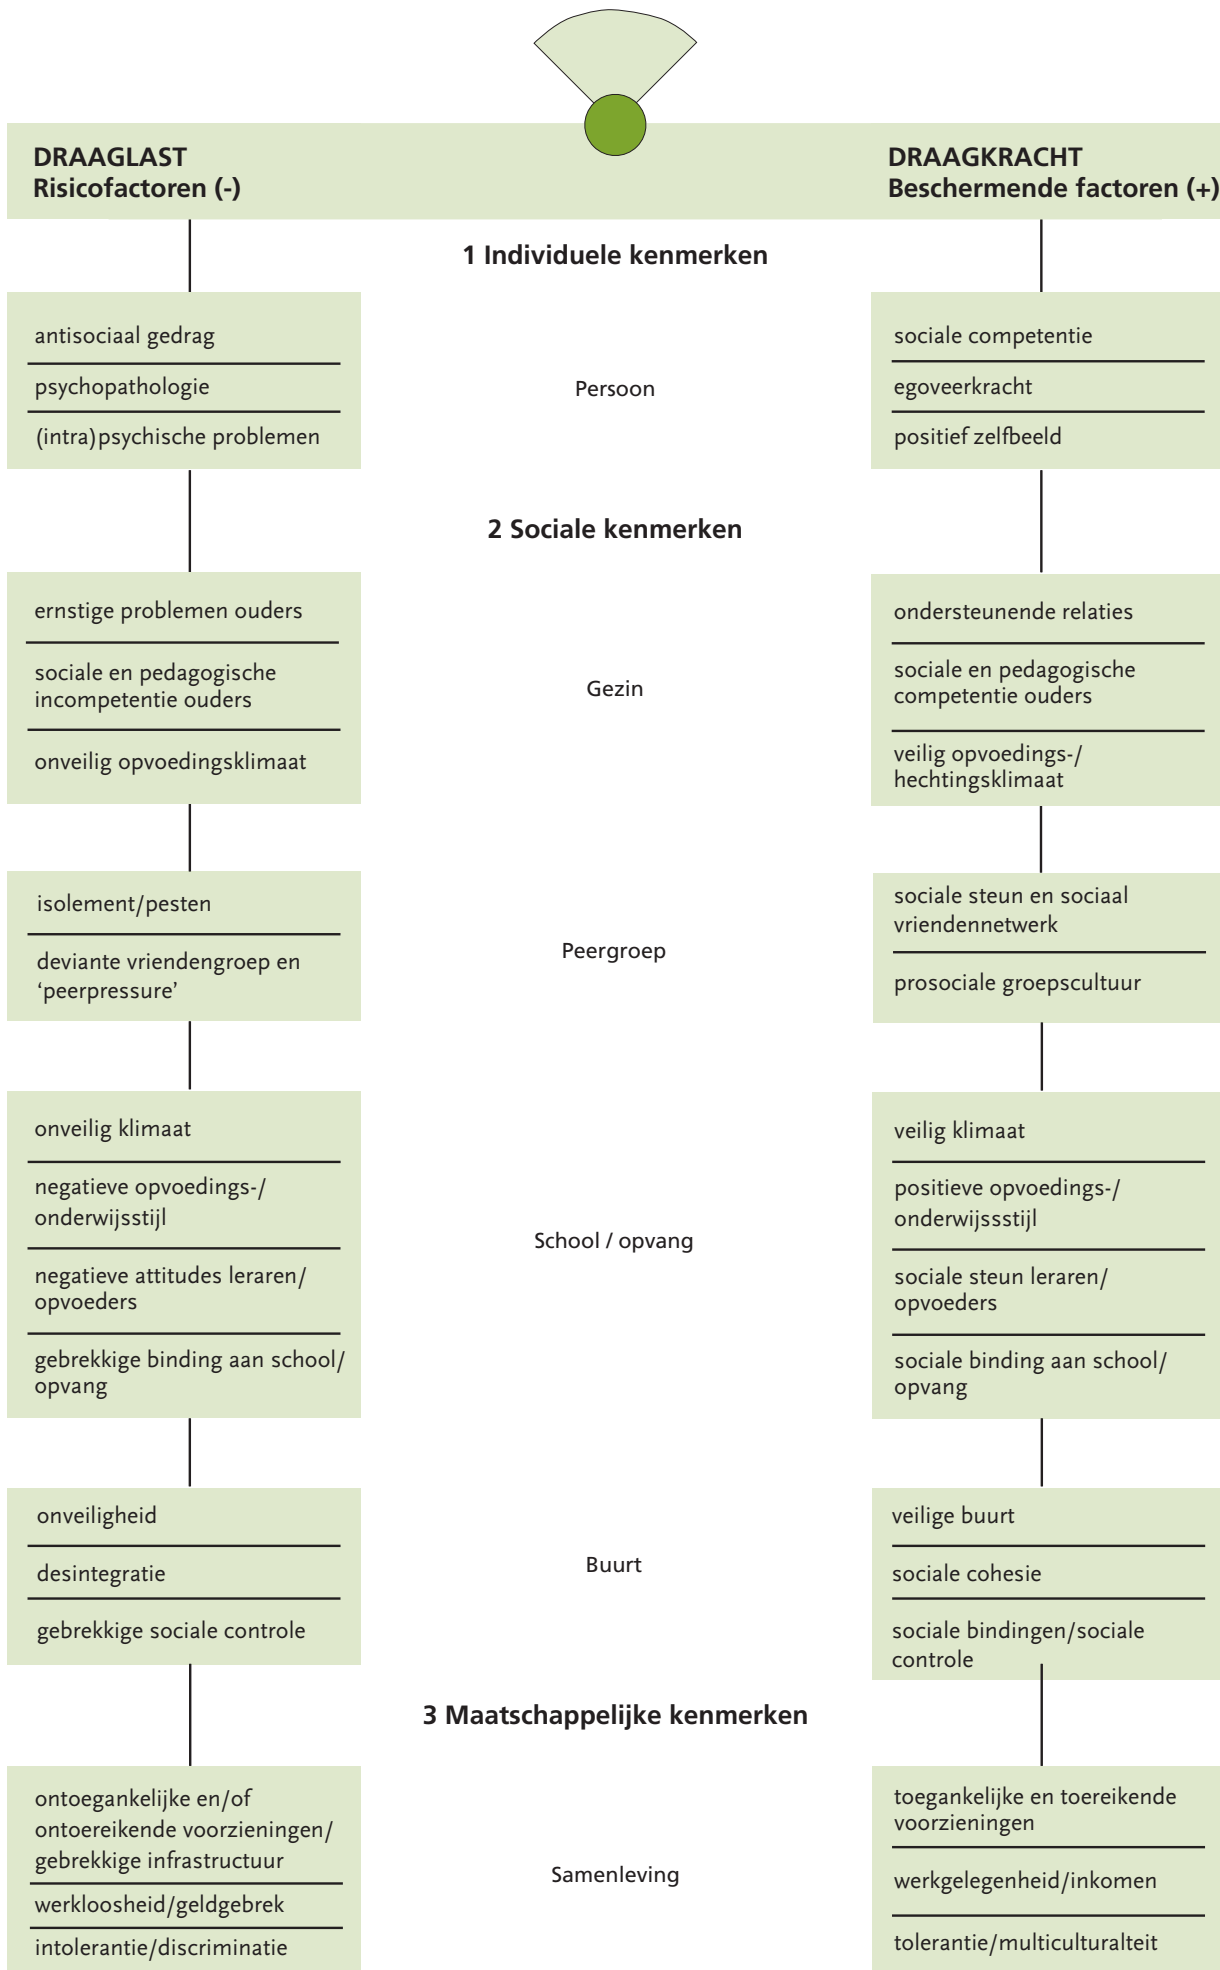 DRAAGLAST
Risicofactoren (-)
DRAAGKRACHT
Beschermende factoren (+)
1 Individuele kenmerken
antisociaal gedrag
psychopathologie
(intra)psychische problemen
Persoon
sociale competentie
egoveerkracht
positief zelfbeeld
2 Sociale kenmerken
ernstige problemen ouders
sociale en pedagogische
incompetentie ouders
onveilig opvoedingsklimaat
Gezin
ondersteunende relaties
sociale en pedagogische
competentie ouders
veilig opvoedings-/
hechtingsklimaat
isolement/pesten
deviante vriendengroep en
‘peerpressure’
Peergroep
sociale steun en sociaal
vriendennetwerk
prosociale groepscultuur
onveilig klimaat
negatieve opvoedings-/
onderwijsstijl
negatieve attitudes leraren/
opvoeders
gebrekkige binding aan school/
opvang
School / opvang
veilig klimaat
positieve opvoedings-/
onderwijssstijl
sociale steun leraren/
opvoeders
sociale binding aan school/
opvang
onveiligheid
desintegratie
gebrekkige sociale controle
Buurt
veilige buurt
sociale cohesie
sociale bindingen/sociale
controle
3 Maatschappelijke kenmerken
ontoegankelijke en/of
ontoereikende voorzieningen/
gebrekkige infrastructuur
werkloosheid/geldgebrek
intolerantie/discriminatie
Samenleving
toegankelijke en toereikende
voorzieningen
werkgelegenheid/inkomen
tolerantie/multiculturalteit